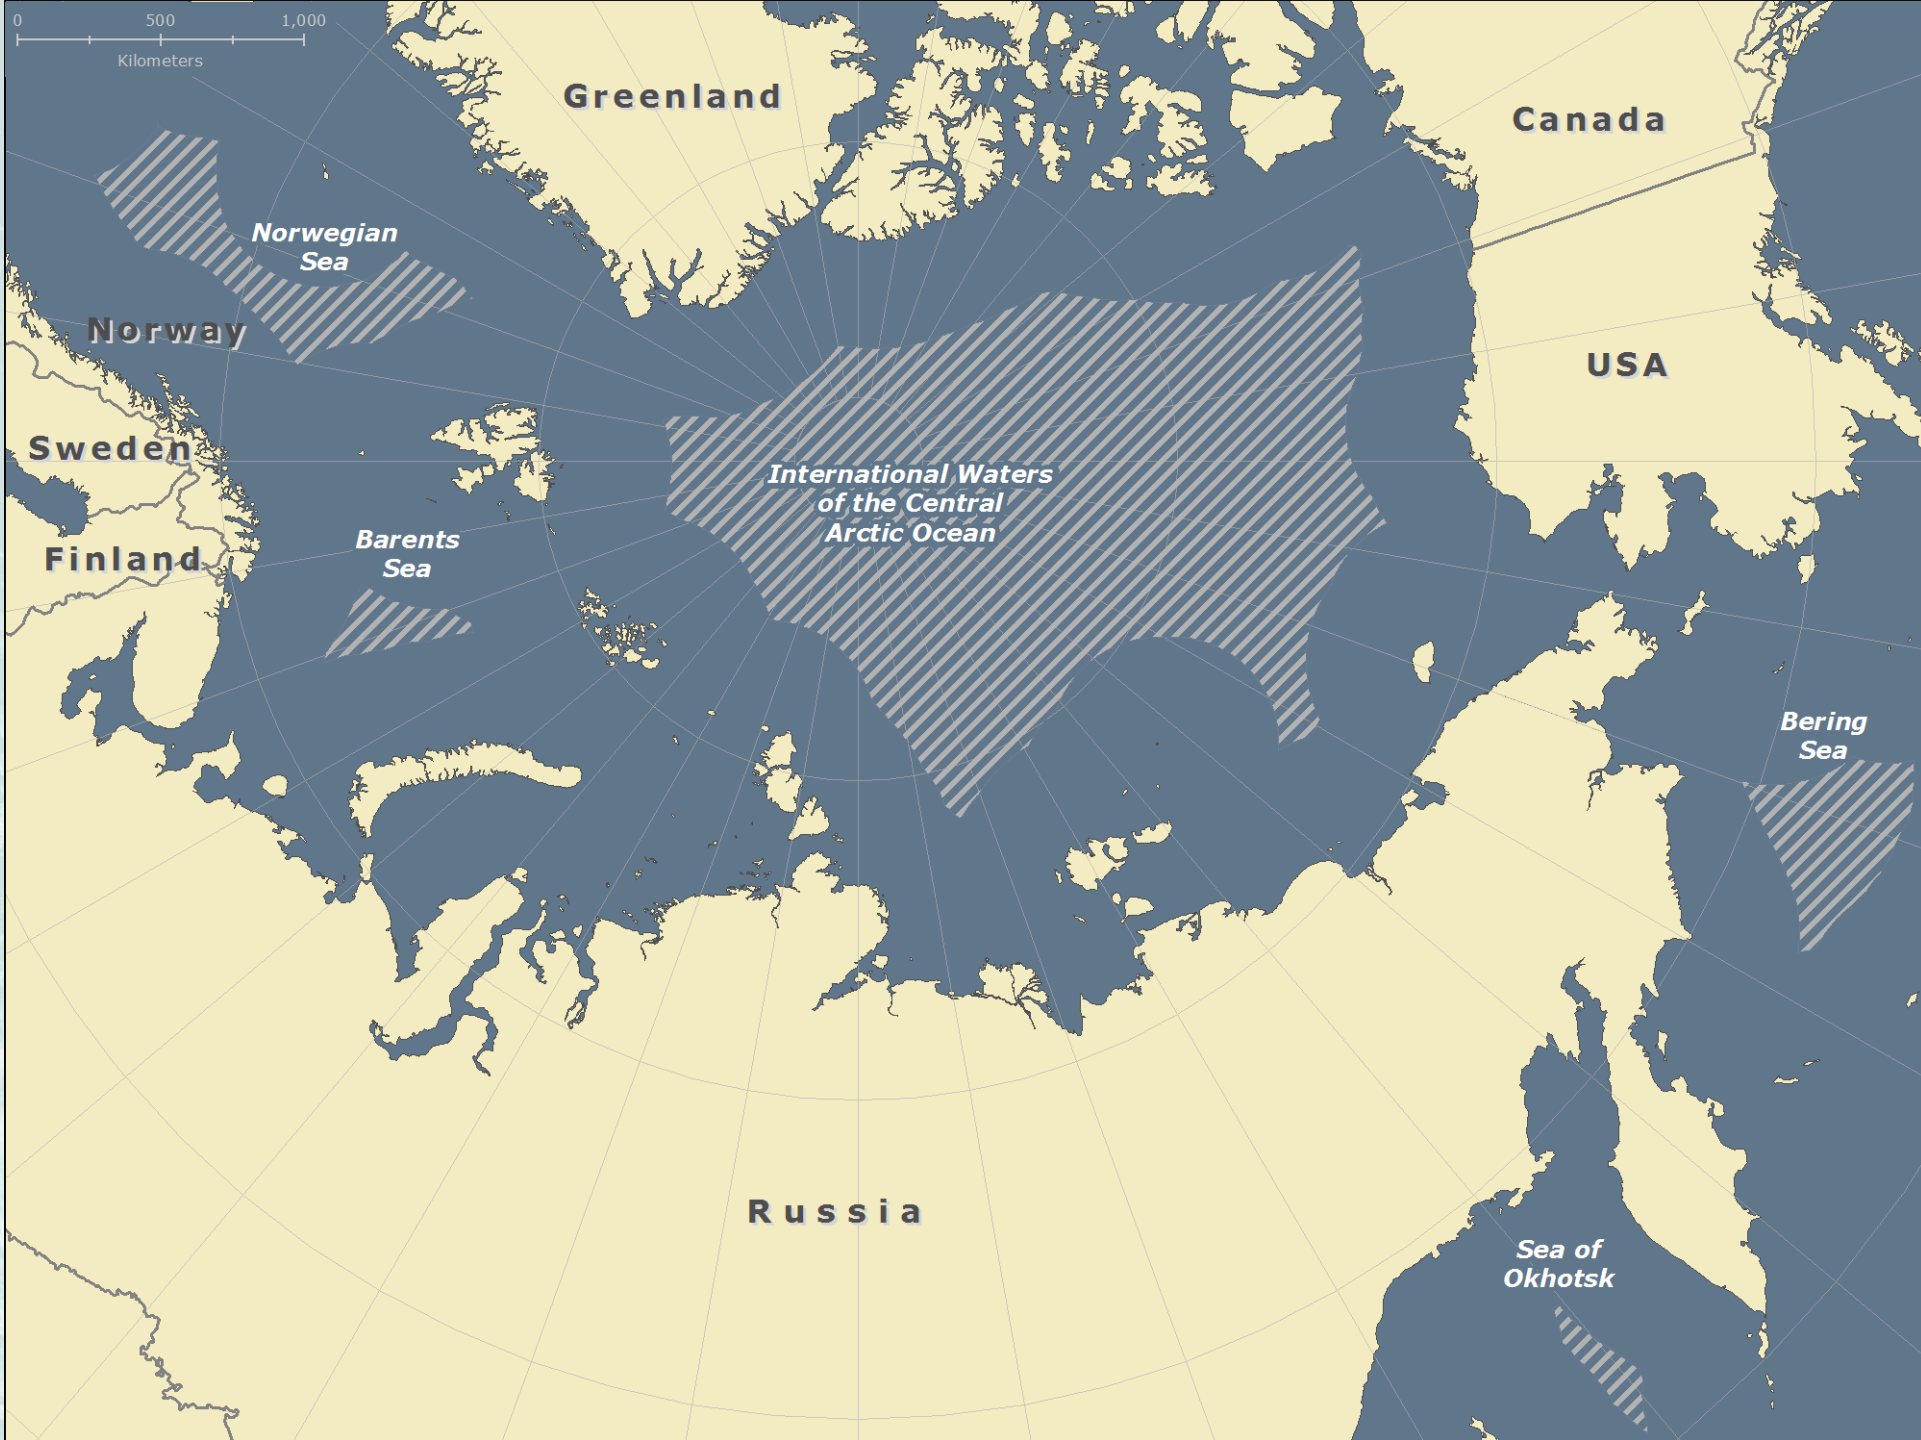 0 500 1,000
Kilometers
Greenland
Canada
Norwegian
Sea
Norway
USA
Sweden
International Waters
of the Central
Arctic Ocean
Barents
Sea
Finland
Bering
Sea
Russia
Sea of
Okhotsk